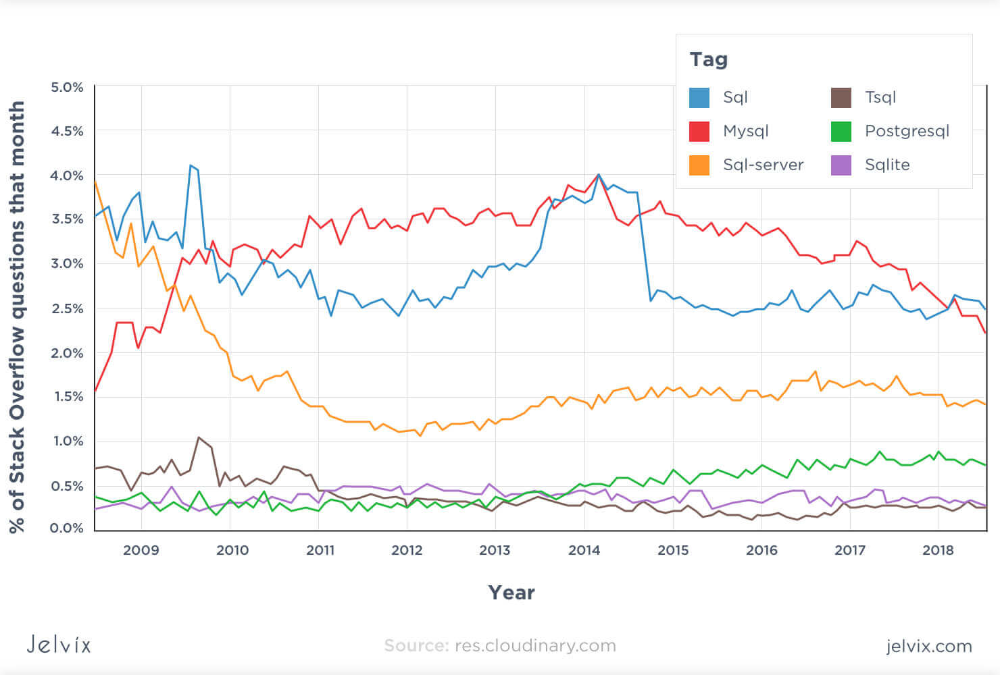 Tag
Sql
Tsql
Mysql
Postgresql
Sql-server
Sqlite
% of Stack Overflow questions that month
5.0%
4.5%
4.0%
3.5%
3.0%
2.5%
2.0%
1.5%
1.0%
0.5%
0.0%
2009 2010 2011 2012 2013 2014 2015 2016 2017 2018
Year
Jelvix
Source: res.cloudinary.com
jelvix.com